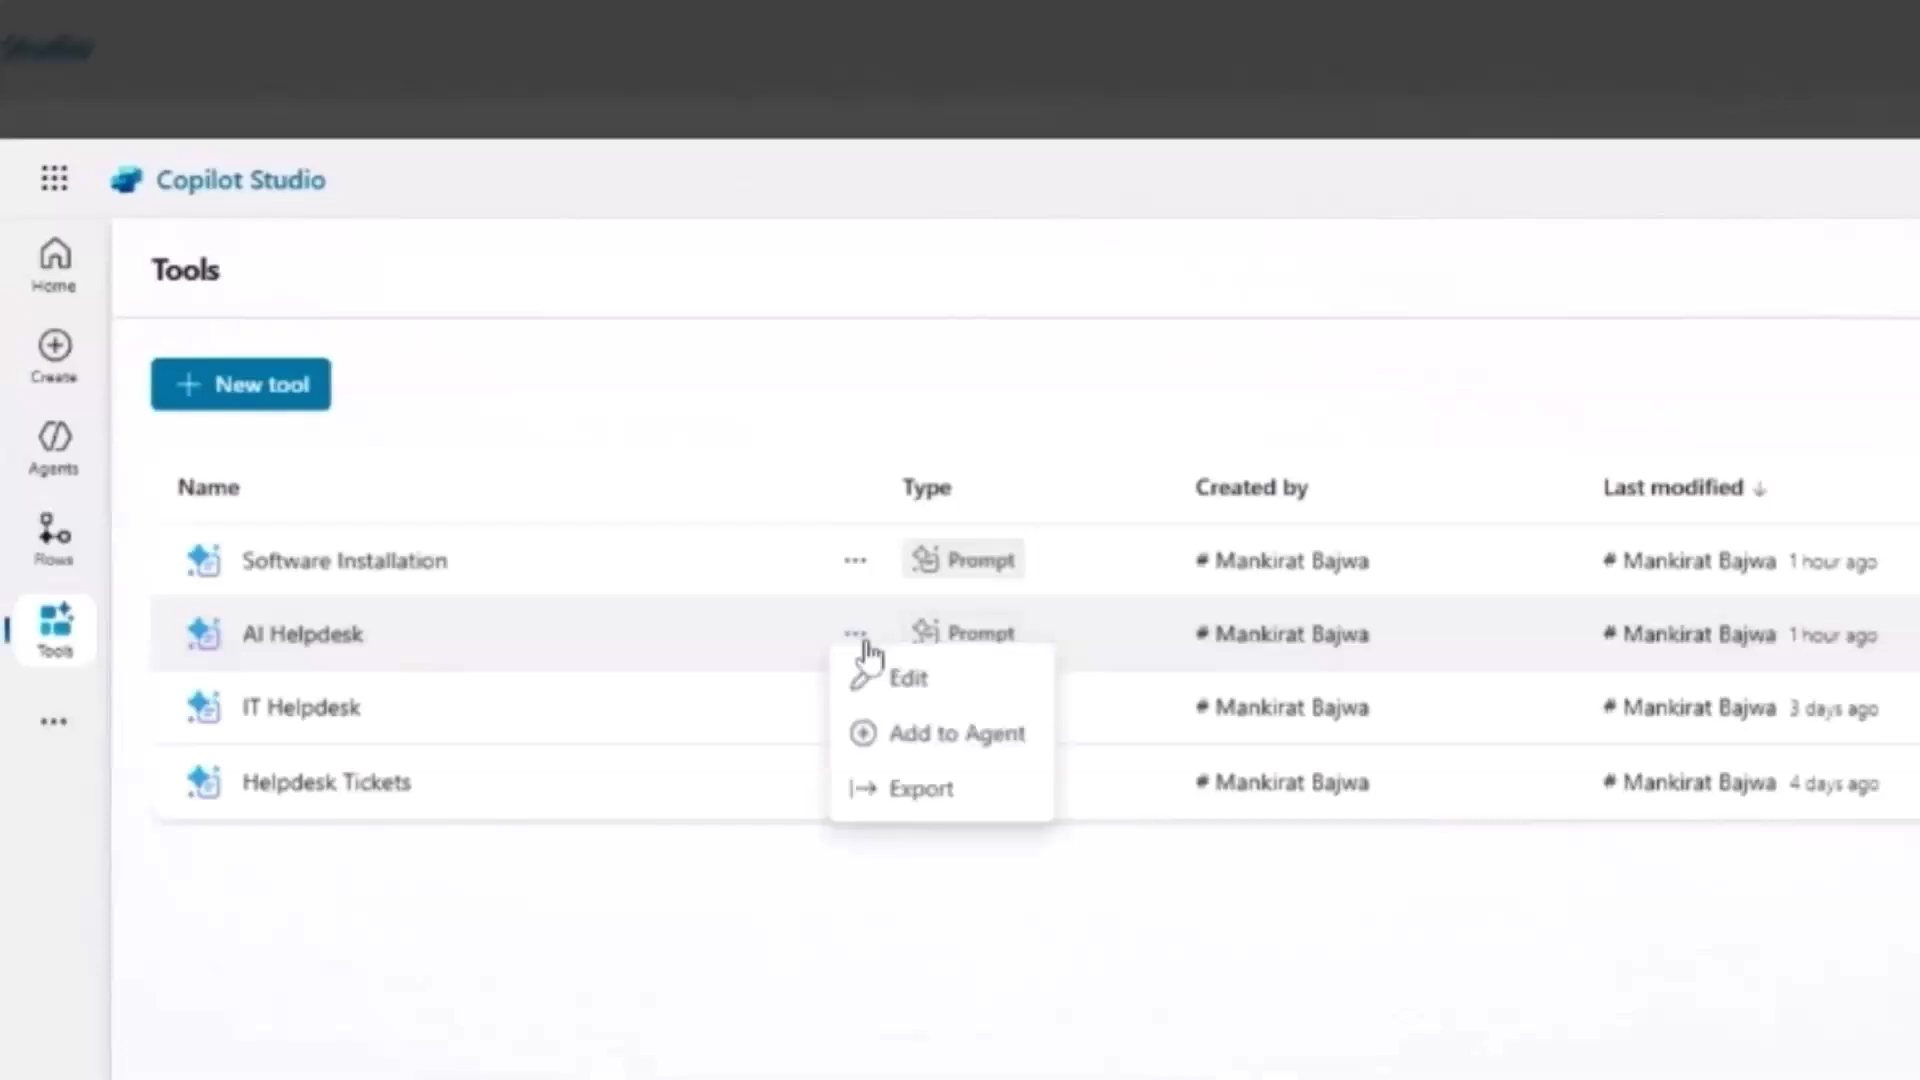 Copilot Studio
Home
Create
Agents
Flows
Tools
Tools
New tool
Name Type Created by Last modified
Software Installation Prompt # Mankirat Bajwa # Mankirat Bajwa 1 hour ago
AI Helpdesk Prompt # Mankirat Bajwa # Mankirat Bajwa 1 hour ago
Edit
IT Helpdesk # Mankirat Bajwa # Mankirat Bajwa 3 days ago
Add to Agent
Helpdesk Tickets # Mankirat Bajwa # Mankirat Bajwa 4 days ago
Export